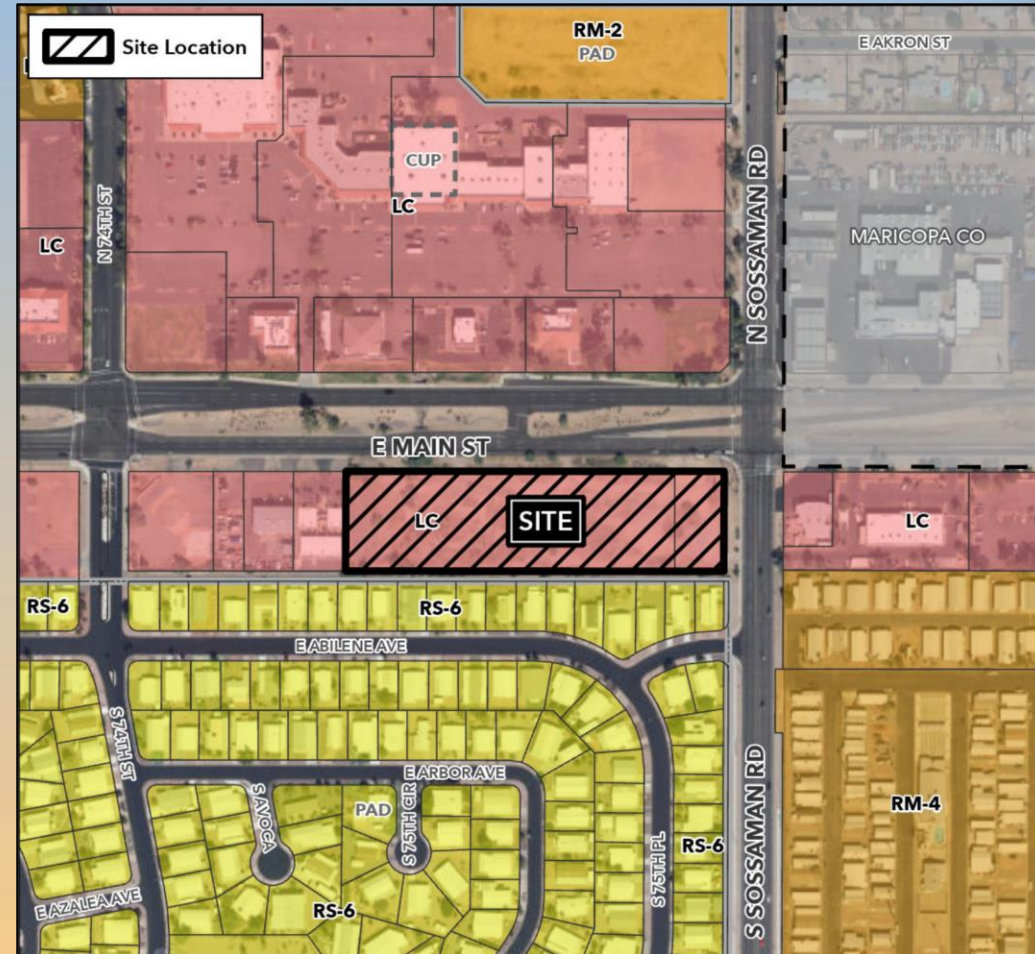 Site Location
RM-2
PAD
E AKRON ST
CUP
LC
N 74TH ST
LC
N SOSSAMAN RD
MARICOPA CO
E MAIN ST
LC
SITE
LC
RS-6
RS-6
E ABILENE AVE
S 74TH ST
E ARBOR AVE
S AVOCA
PAD
S 75TH CIR
S 75TH PL
RS-6
S SOSSAMAN RD
RM-4
E AZALEA AVE
RS-6